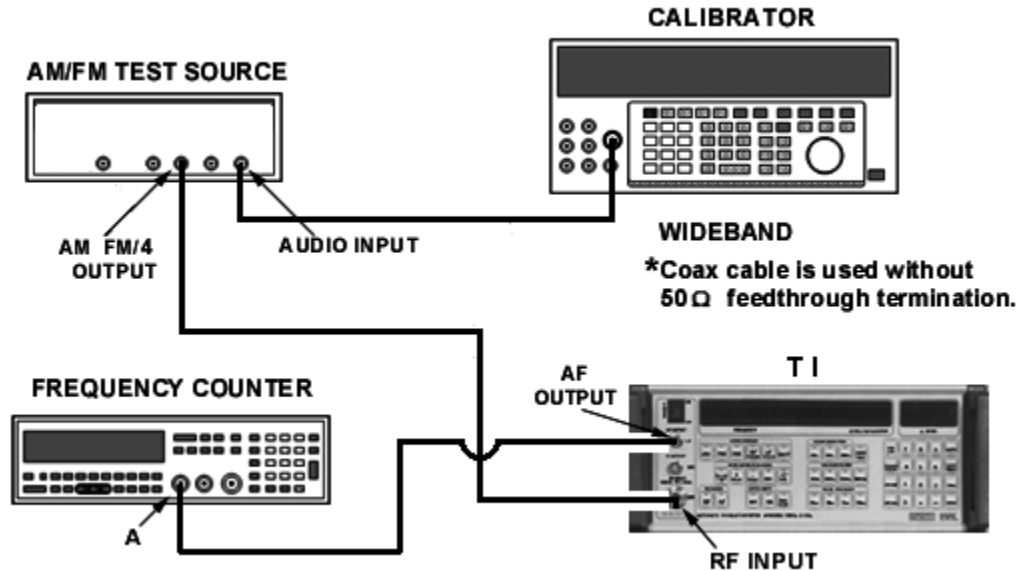 CALIBRATOR
AM/FM TEST SOURCE
AM FM/4
OUTPUT
AUDIO INPUT
WIDEBAND
*Coax cable is used without
50Ω feedthrough termination.
FREQUENCY COUNTER
A
T I
AF
OUTPUT
RF INPUT